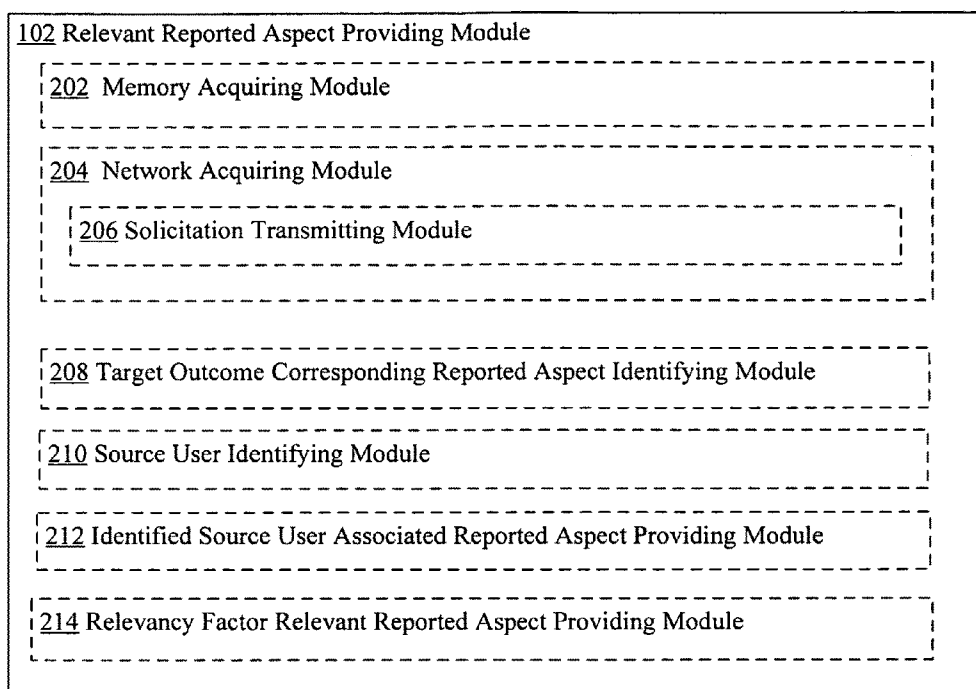 102 Relevant Reported Aspect Providing Module
202 Memory Acquiring Module
204 Network Acquiring Module
206 Solicitation Transmitting Module
208 Target Outcome Corresponding Reported Aspect Identifying Module
210 Source User Identifying Module
212 Identified Source User Associated Reported Aspect Providing Module
214 Relevancy Factor Relevant Reported Aspect Providing Module